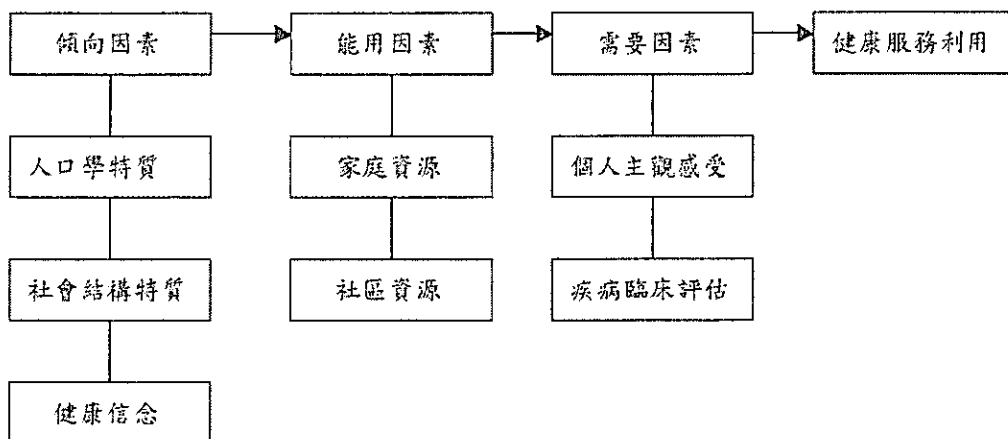 傾向因素
能用因素
需要因素
健康服務利用
人口學特質
家庭資源
個人主觀感受
社會結構特質
社區資源
疾病臨床評估
健康信念